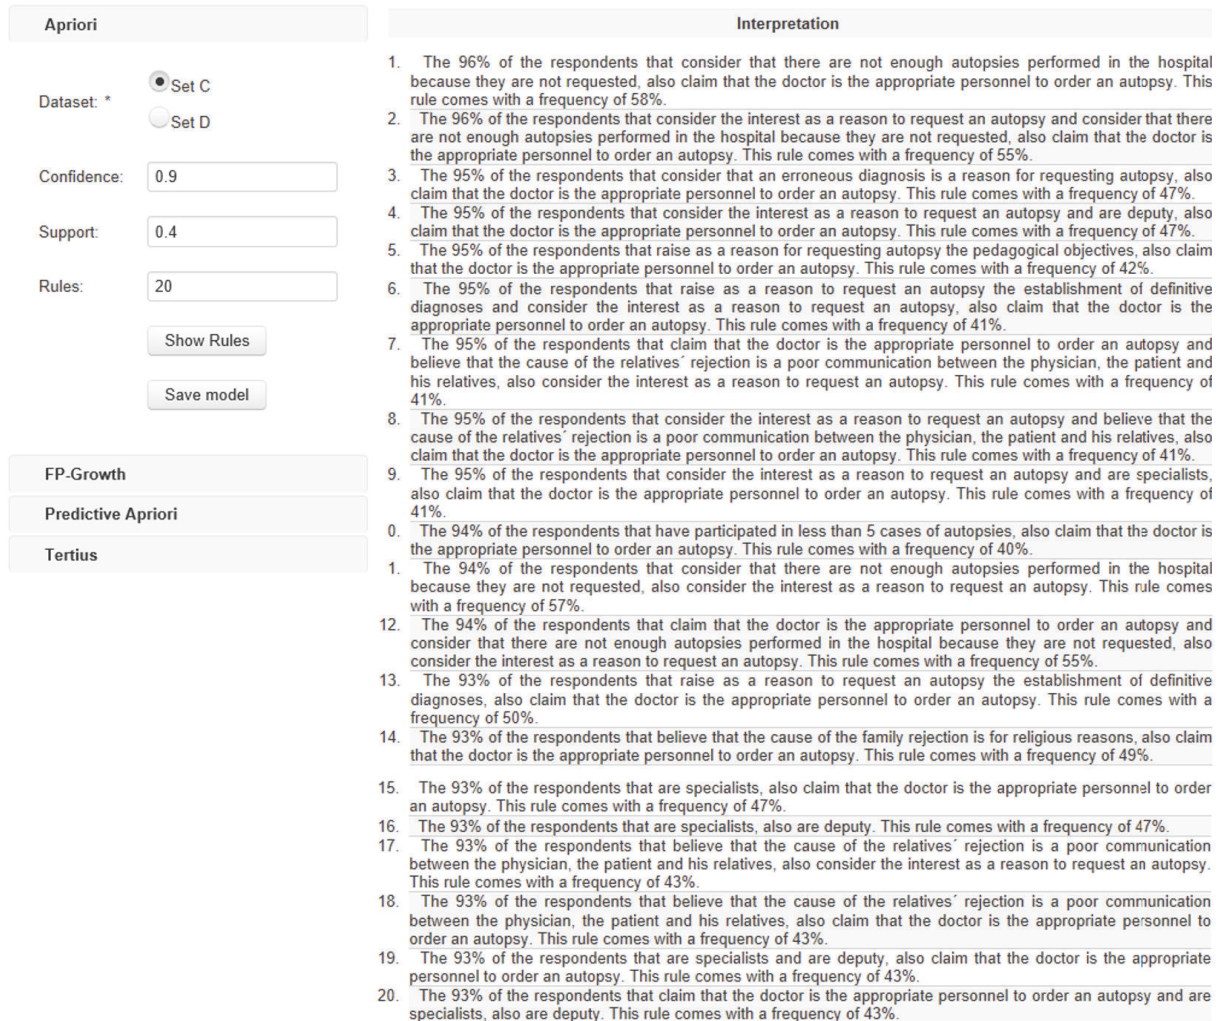 Apriori
Dataset: *
Set C
Set D
Confidence:
0.9
Support:
0.4
Rules:
20
Show Rules
Save model
FP-Growth
Predictive Apriori
Tertius
Interpretation
1. The 96% of the respondents that consider that there are not enough autopsies performed in the hospital
because they are not requested, also claim that the doctor is the appropriate personnel to order an autopsy. This
rule comes with a frequency of 58%.
2. The 96% of the respondents that consider the interest as a reason to request an autopsy and consider that there
are not enough autopsies performed in the hospital because they are not requested, also claim that the doctor is
the appropriate personnel to order an autopsy. This rule comes with a frequency of 55%.
3. The 95% of the respondents that consider that an erroneous diagnosis is a reason for requesting autopsy, also
claim that the doctor is the appropriate personnel to order an autopsy. This rule comes with a frequency of 47%.
4. The 95% of the respondents that consider the interest as a reason to request an autopsy and are deputy, also
claim that the doctor is the appropriate personnel to order an autopsy. This rule comes with a frequency of 47%.
5. The 95% of the respondents that raise as a reason for requesting autopsy the pedagogical objectives, also claim
that the doctor is the appropriate personnel to order an autopsy. This rule comes with a frequency of 42%.
6. The 95% of the respondents that raise as a reason to request an autopsy the establishment of definitive
diagnoses and consider the interest as a reason to request an autopsy, also claim that the doctor is the
appropriate personnel to order an autopsy. This rule comes with a frequency of 41%.
7. The 95% of the respondents that claim that the doctor is the appropriate personnel to order an autopsy and
believe that the cause of the relatives´ rejection is a poor communication between the physician, the patient and
his relatives, also consider the interest as a reason to request an autopsy. This rule comes with a frequency of
41%.
8. The 95% of the respondents that consider the interest as a reason to request an autopsy and believe that the
cause of the relatives´ rejection is a poor communication between the physician, the patient and his relatives, also
claim that the doctor is the appropriate personnel to order an autopsy. This rule comes with a frequency of 41%.
9. The 95% of the respondents that consider the interest as a reason to request an autopsy and are specialists,
also claim that the doctor is the appropriate personnel to order an autopsy. This rule comes with a frequency of
41%.
0. The 94% of the respondents that have participated in less than 5 cases of autopsies, also claim that the doctor is
the appropriate personnel to order an autopsy. This rule comes with a frequency of 40%.
1. The 94% of the respondents that consider that there are not enough autopsies performed in the hospital
because they are not requested, also consider the interest as a reason to request an autopsy. This rule comes
with a frequency of 57%.
12. The 94% of the respondents that claim that the doctor is the appropriate personnel to order an autopsy and
consider that there are not enough autopsies performed in the hospital because they are not requested, also
consider the interest as a reason to request an autopsy. This rule comes with a frequency of 55%.
13. The 93% of the respondents that raise as a reason to request an autopsy the establishment of definitive
diagnoses, also claim that the doctor is the appropriate personnel to order an autopsy. This rule comes with a
frequency of 50%.
14. The 93% of the respondents that believe that the cause of the family rejection is for religious reasons, also claim
that the doctor is the appropriate personnel to order an autopsy. This rule comes with a frequency of 49%.
15. The 93% of the respondents that are specialists, also claim that the doctor is the appropriate personnel to order
an autopsy. This rule comes with a frequency of 47%.
16. The 93% of the respondents that are specialists, also are deputy. This rule comes with a frequency of 47%.
17. The 93% of the respondents that believe that the cause of the relatives´ rejection is a poor communication
between the physician, the patient and his relatives, also consider the interest as a reason to request an autopsy.
This rule comes with a frequency of 43%.
18. The 93% of the respondents that believe that the cause of the relatives´ rejection is a poor communication
between the physician, the patient and his relatives, also claim that the doctor is the appropriate personnel to
order an autopsy. This rule comes with a frequency of 43%.
19. The 93% of the respondents that are specialists and are deputy, also claim that the doctor is the appropriate
personnel to order an autopsy. This rule comes with a frequency of 43%.
20. The 93% of the respondents that claim that the doctor is the appropriate personnel to order an autopsy and are
specialists, also are deputy. This rule comes with a frequency of 43%.